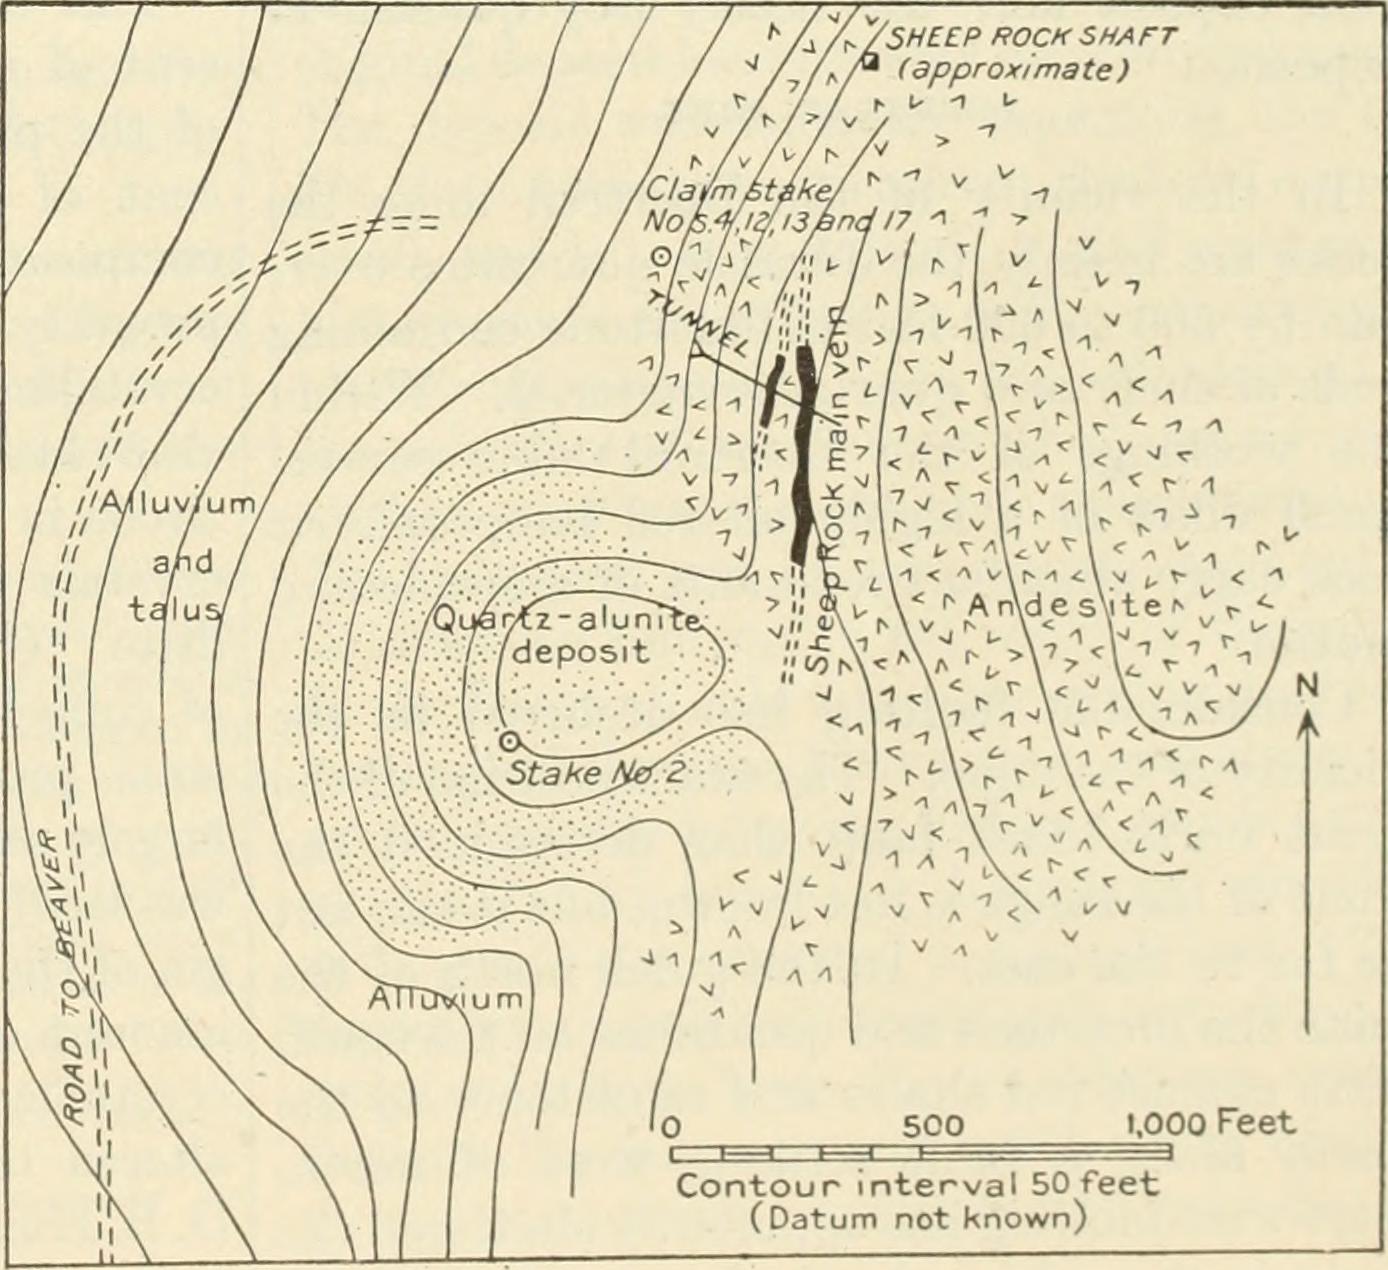 SHEEP ROCK SHAFT
(approximate)
Claim stake
Nos.4,12,13 and 17
TUNNEL
Sheep Rock main vein
Alluvium
and
talus
Quartz-alunite
deposit
Andesite
Stake No. 2
N
ROAD TO BEAVER
Alluvium
0 500 1,000 Feet
Contour interval 50 feet
(Datum not known)